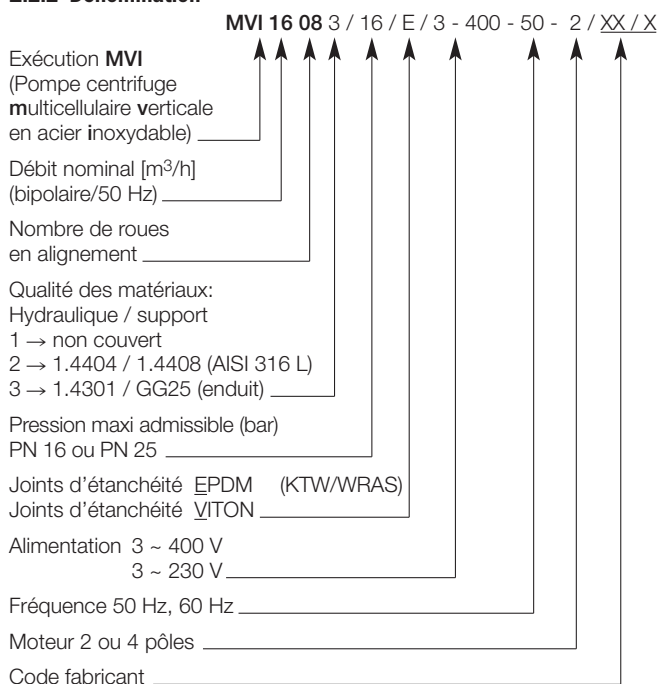 MVI 16 08 3 / 16 / E / 3 - 400 - 50 - 2 / XX / X
Exécution MVI
(Pompe centrifuge
multicellulaire verticale
en acier inoxydable)
Débit nominal [m³/h]
(bipolaire/50 Hz)
Nombre de roues
en alignement
Qualité des matériaux:
Hydraulique / support
1 → non couvert
2 → 1.4404 / 1.4408 (AISI 316 L)
3 → 1.4301 / GG25 (enduit)
Pression maxi admissible (bar)
PN 16 ou PN 25
Joints d'étanchéité EPDM (KTW/WRAS)
Joints d'étanchéité VITON
Alimentation 3 ~ 400 V
3 ~ 230 V
Fréquence 50 Hz, 60 Hz
Moteur 2 ou 4 pôles
Code fabricant